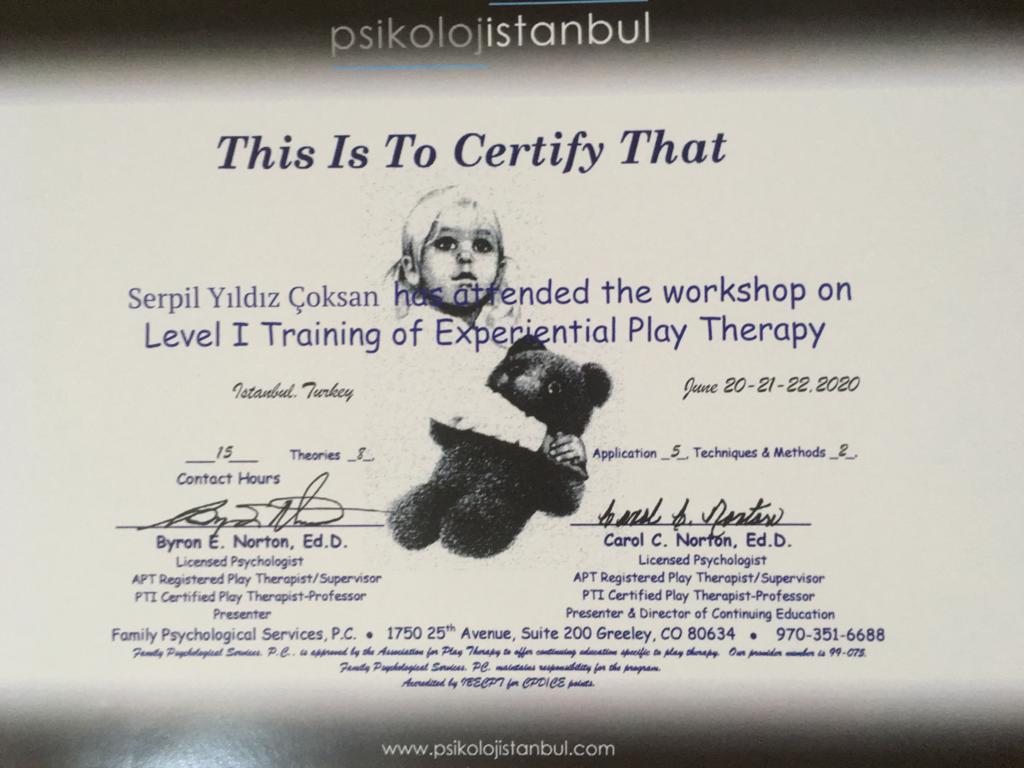 psikolojistanbul
This Is To Certify That
Serpil Yıldız Çoksan has attended the workshop on
Level I Training of Experiential Play Therapy
Istanbul, Turkey June 20-21-22, 2020
15 Theories 8, Application 5, Techniques & Methods 2,
Contact Hours
Byron E. Norton, Ed.D. Carol C. Norton, Ed.D.
Licensed Psychologist Licensed Psychologist
APT Registered Play Therapist/Supervisor APT Registered Play Therapist/Supervisor
PTI Certified Play Therapist-Professor PTI Certified Play Therapist-Professor
Presenter Presenter & Director of Continuing Education
Family Psychological Services, P.C. • 1750 25th Avenue, Suite 200 Greeley, CO 80634 • 970-351-6688
Family Psychological Services, P.C., is approved by the Association for Play Therapy to offer continuing education specific to play therapy. Our provider number is 99-075.
Family Psychological Services, PC. maintains responsibility for the program.
Accredited by IBECPT for CPD/CE points.
www.psikolojistanbul.com